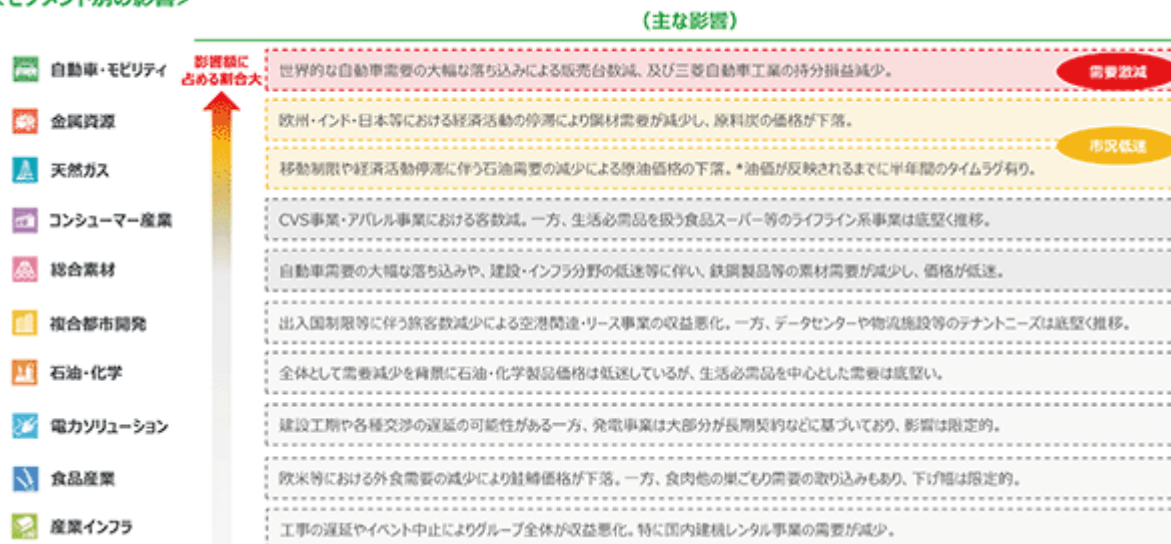 セグメント別の影響>
（主な影響）
影響額に
占める割合大
自動車・モビリティ
世界的な自動車需要の大幅な落ち込みによる販売台数減、及び三菱自動車工業の持分損益減少。
需要激減
金属資源
欧州・インド・日本等における経済活動の停滞により鋼材需要が減少し、原料炭の価格が下落。
市況低迷
天然ガス
移動制限や経済活動停滞に伴う石油需要の減少による原油価格の下落。*油価が反映されるまでに半年間のタイムラグ有り。
コンシューマー産業
CVS事業・アパレル事業における客数減。一方、生活必需品を扱う食品スーパー等のライフライン系事業は底堅く推移。
総合素材
自動車需要の大幅な落ち込みや、建設・インフラ分野の低迷等に伴い、鉄鋼製品等の素材需要が減少し、価格が低迷。
複合都市開発
出入国制限等に伴う旅客数減少による空港関連・リース事業の収益悪化。一方、データセンターや物流施設等のテナントニーズは底堅く推移。
石油・化学
全体として需要減少を背景に石油・化学製品価格は低迷しているが、生活必需品を中心とした需要は底堅い。
電力ソリューション
建設工期や各種交渉の遅延の可能性がある一方、発電事業は大部分が長期契約などに基づいており、影響は限定的。
食品産業
欧米等における外食需要の減少により鮭鱒価格が下落。一方、食肉他の巣ごもり需要の取り込みもあり、下げ幅は限定的。
産業インフラ
工事の遅延やイベント中止によりグループ全体が収益悪化。特に国内建機レンタル事業の需要が減少。